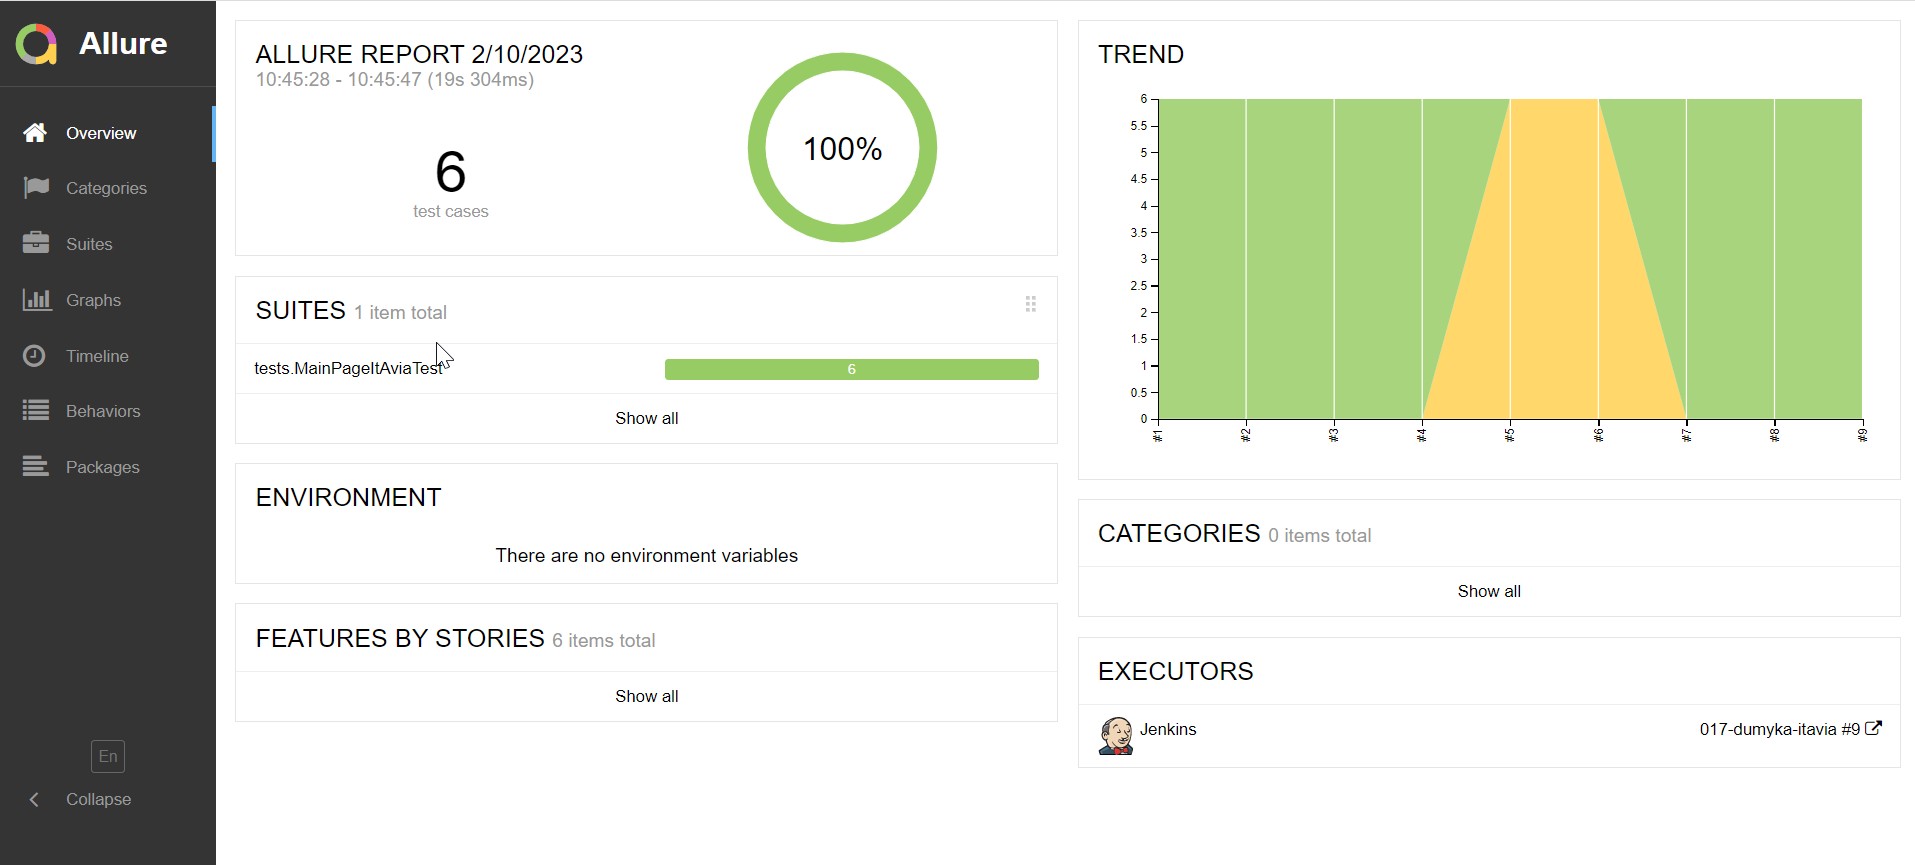 Allure
Overview
Categories
Suites
Graphs
Timeline
Behaviors
Packages
En
Collapse
ALLURE REPORT 2/10/2023
10:45:28 - 10:45:47 (19s 304ms)
6
test cases
100%
SUITES 1 item total
tests.MainPageItAviaTest 6
Show all
ENVIRONMENT
There are no environment variables
FEATURES BY STORIES 6 items total
Show all
TREND
6
5.5
5
4.5
4
3.5
3
2.5
2
1.5
1
0.5
0
#1 #2 #3 #4 #5 #6 #7 #8 #9
CATEGORIES 0 items total
Show all
EXECUTORS
Jenkins 017-dumyka-itavia #9